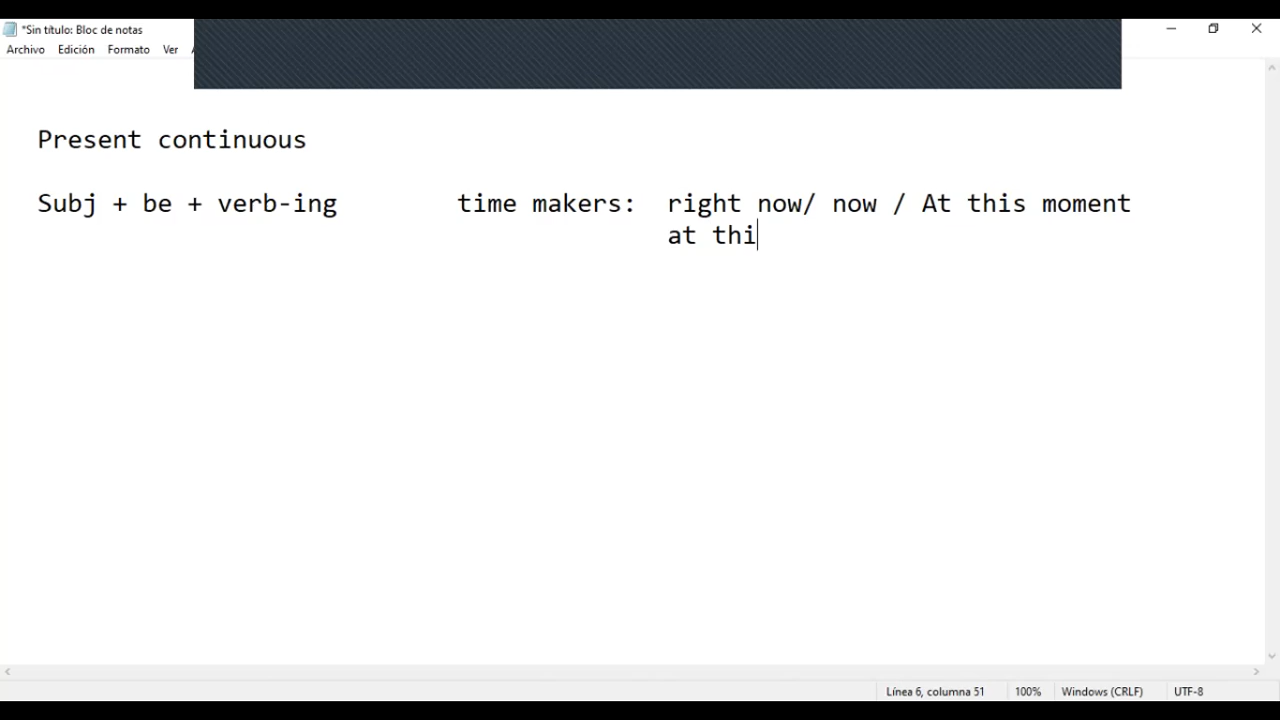 *Sin título: Bloc de notas
Archivo Edición Formato Ver
Present continuous
Subj + be + verb-ing time makers: right now/ now / At this moment
at thi
Línea 6, columna 51 100% Windows (CRLF) UTF-8